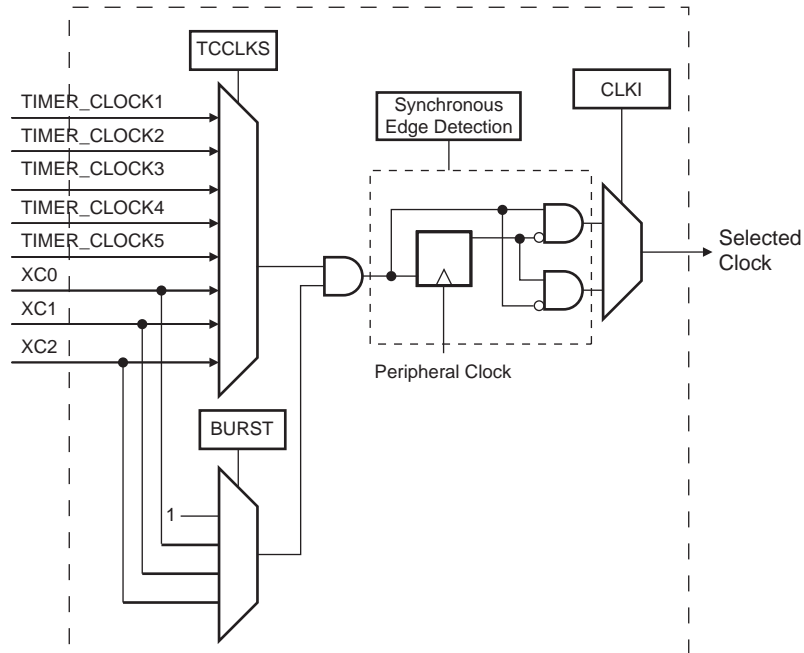 TCCLKS
TIMER_CLOCK1
TIMER_CLOCK2
TIMER_CLOCK3
TIMER_CLOCK4
TIMER_CLOCK5
XC0
XC1
XC2
Synchronous
Edge Detection
CLKI
Selected
Clock
Peripheral Clock
BURST
1